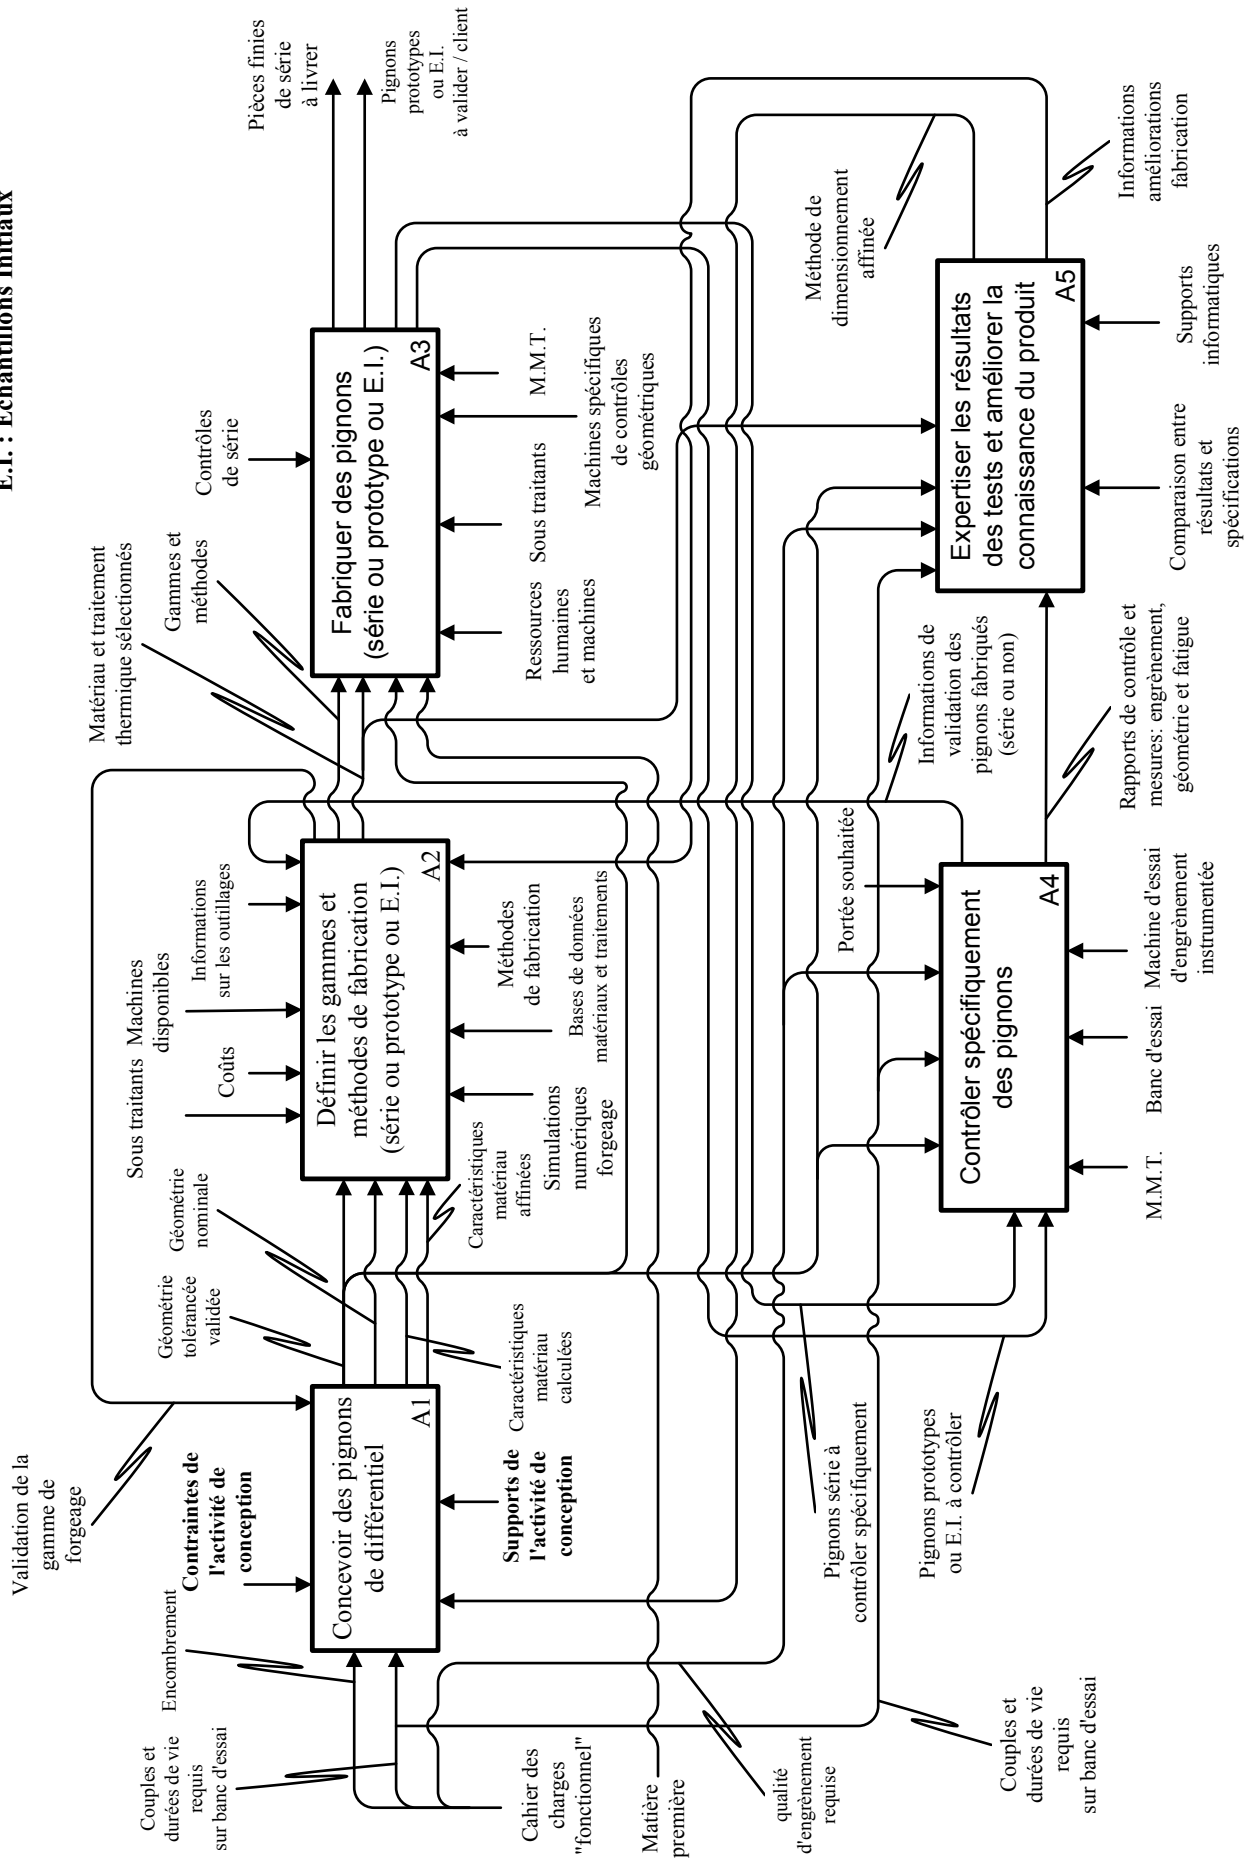 E.I. : Echantillons Initiaux
Validation de la
gamme de
forgeage
Contraintes de
l'activité de
conception
Encombrement
Couples et
durées de vie
requis
sur banc d'essai
Cahier des
charges
"fonctionnel"
Matière
première
qualité
d'engrènement
requise
Couples et
durées de vie
requis
sur banc d'essai
Concevoir des pignons
de différentiel
A1
Supports de
l'activité de
conception
Géométrie
tolérancée
validée
Géométrie
nominale
Caractéristiques
matériau
calculées
Caractéristiques
matériau
affinées
Sous traitants
Coûts
Machines
disponibles
Informations
sur les outillages
Définir les gammes et
méthodes de fabrication
(série ou prototype ou E.I.)
A2
Simulations
numériques
forgeage
Bases de données
matériaux et traitements
Méthodes
de fabrication
Matériau et traitement
thermique sélectionnés
Gammes et
méthodes
Contrôles
de série
Fabriquer des pignons
(série ou prototype ou E.I.)
A3
Ressources
humaines
et machines
Sous traitants
Machines spécifiques
de contrôles
géométriques
M.M.T.
Pièces finies
de série
à livrer
Pignons
prototypes
ou E.I.
à valider / client
Pignons série à
contrôler spécifiquement
Pignons prototypes
ou E.I. à contrôler
Portée souhaitée
Contrôler spécifiquement
des pignons
A4
M.M.T.
Banc d'essai
Machine d'essai
d'engrènement
instrumentée
Informations de
validation des
pignons fabriqués
(série ou non)
Rapports de contrôle et
mesures: engrènement,
géométrie et fatigue
Méthode de
dimensionnement
affinée
Expertiser les résultats
des tests et améliorer la
connaissance du produit
A5
Comparaison entre
résultats et
spécifications
Supports
informatiques
Informations
améliorations
fabrication